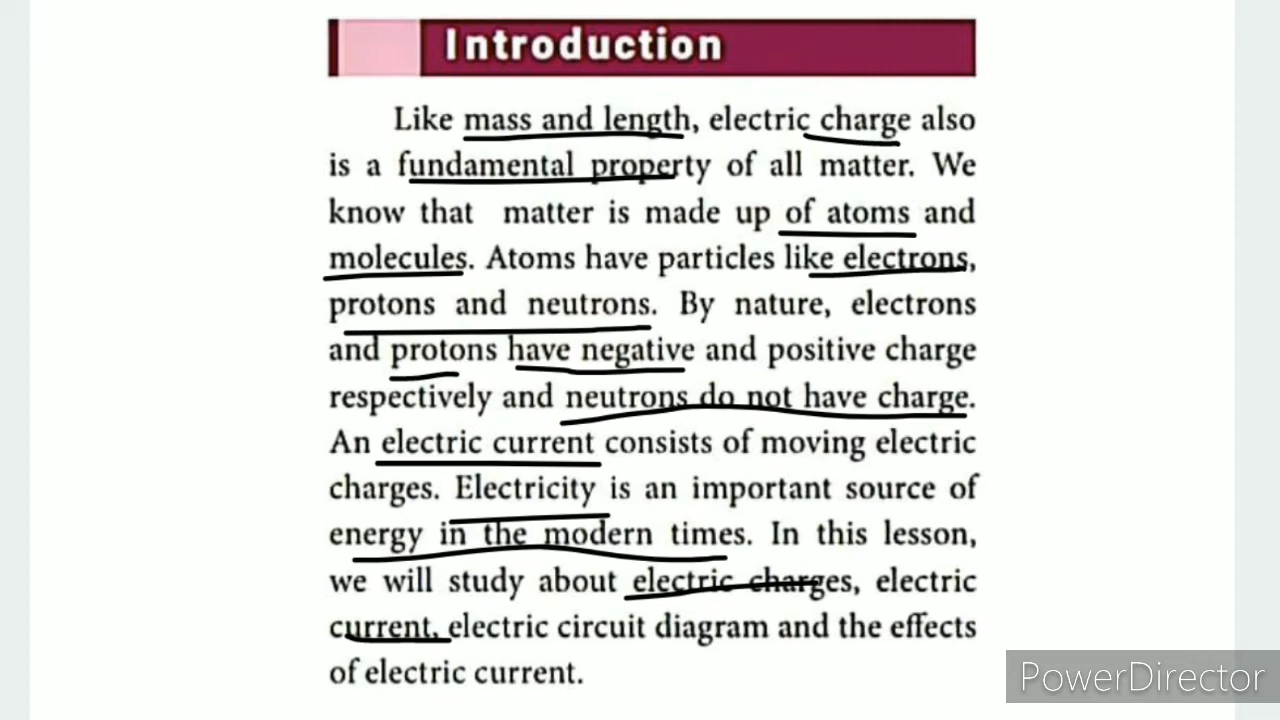 Introduction
Like mass and length, electric charge also
is a fundamental property of all matter. We
know that matter is made up of atoms and
molecules. Atoms have particles like electrons,
protons and neutrons. By nature, electrons
and protons have negative and positive charge
respectively and neutrons do not have charge.
An electric current consists of moving electric
charges. Electricity is an important source of
energy in the modern times. In this lesson,
we will study about electric charges, electric
current, electric circuit diagram and the effects
of electric current.
PowerDirector